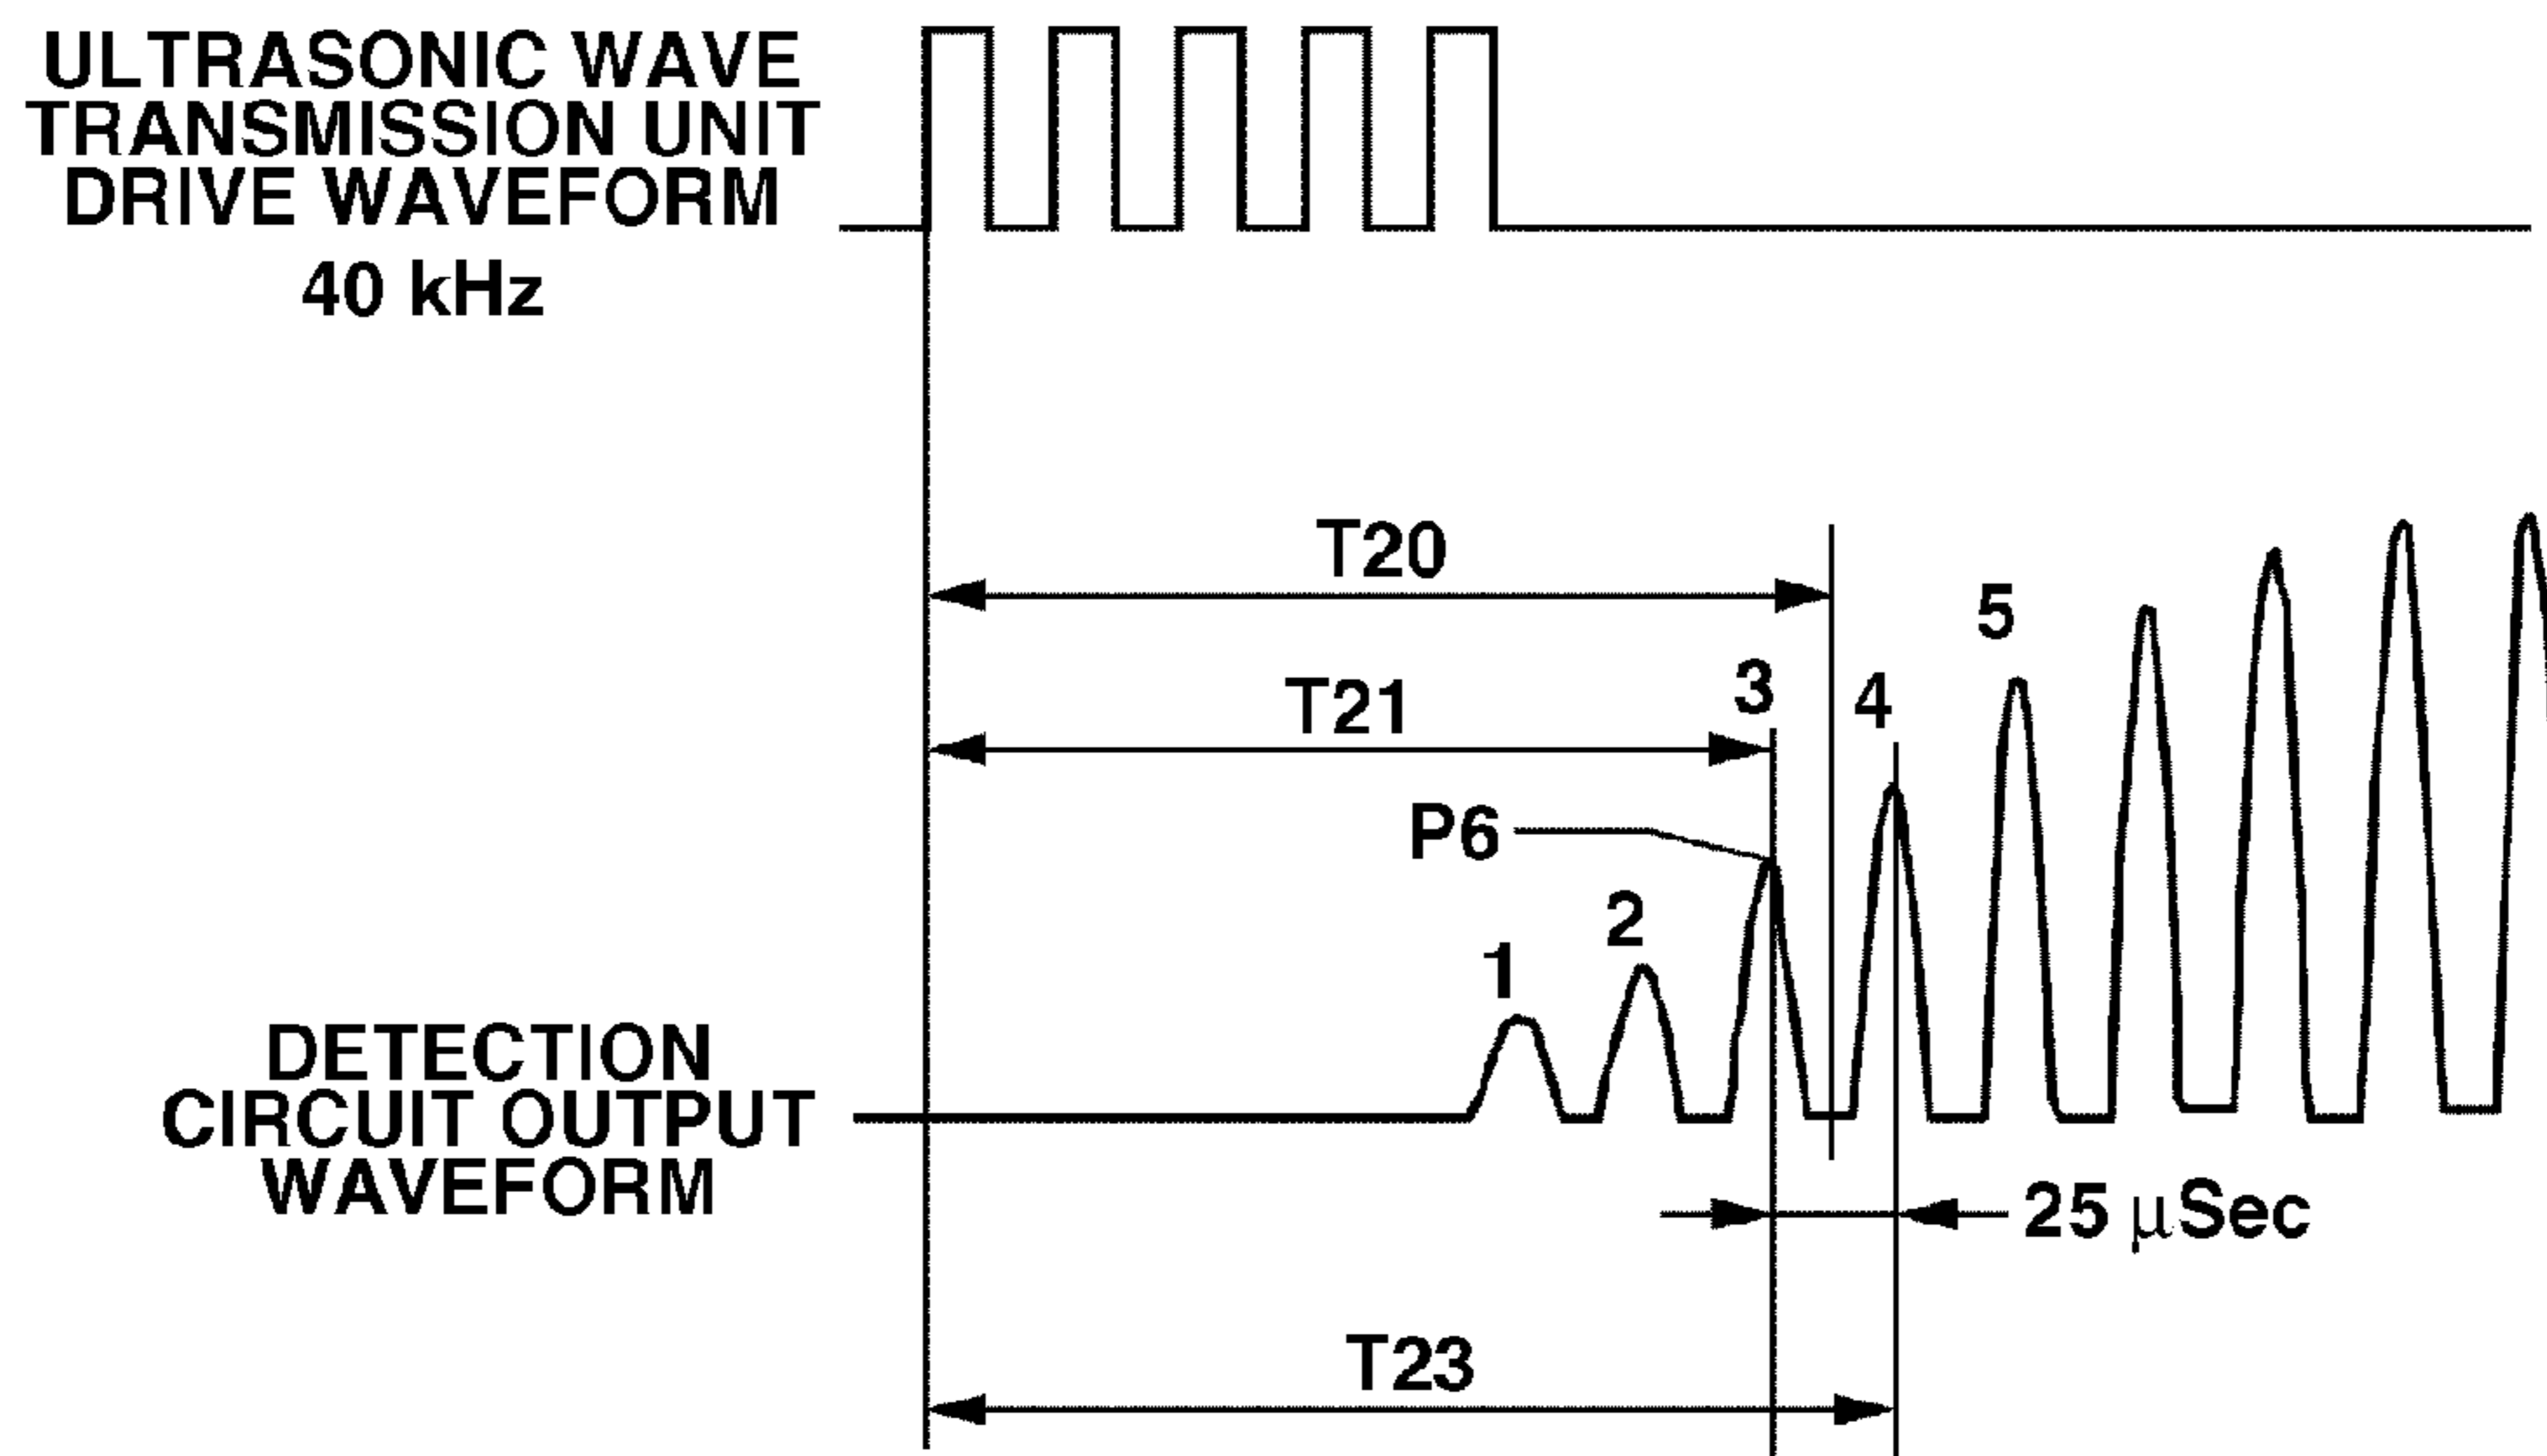 ULTRASONIC WAVE
TRANSMISSION UNIT
DRIVE WAVEFORM
40 kHz
T20
5
T21
3
4
P6
2
1
DETECTION
CIRCUIT OUTPUT
WAVEFORM
25 μSec
T23